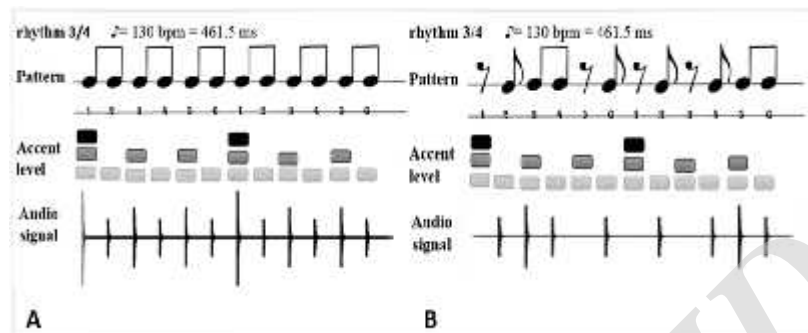 rhythm 3/4 ♪= 130 bpm = 461.5 ms
Pattern
1 2 3 4 5 6 1 2 3 4 5 6
Accent
level
Audio
signal
A
rhythm 3/4 ♪= 130 bpm = 461.5 ms
Pattern
1 2 3 4 5 6 1 2 3 4 5 6
Accent
level
Audio
signal
B